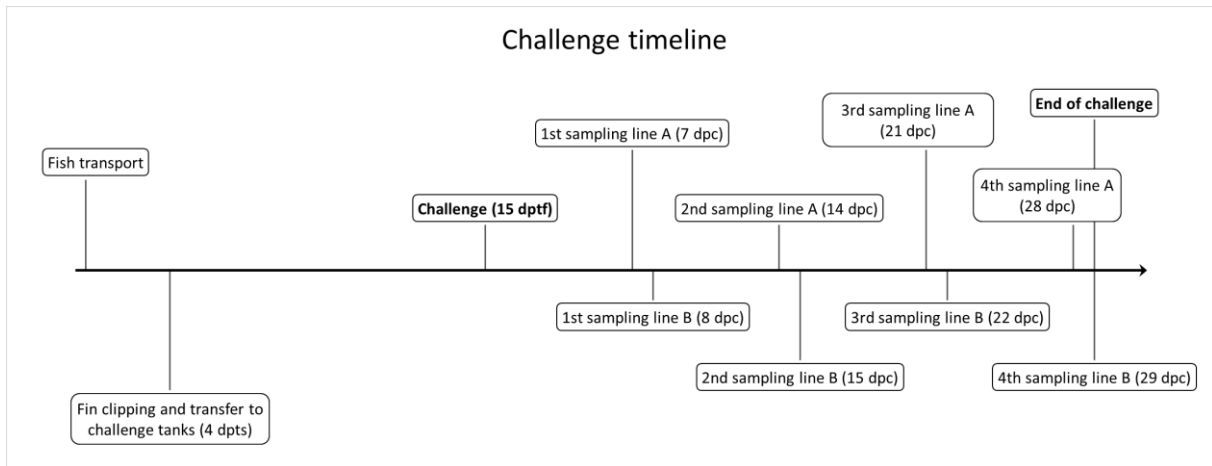 Challenge timeline
3rd sampling line A
(21 dpc)
End of challenge
1st sampling line A (7 dpc)
Fish transport
4th sampling line A
(28 dpc)
Challenge (15 dptf)
2nd sampling line A (14 dpc)
1st sampling line B (8 dpc)
3rd sampling line B (22 dpc)
2nd sampling line B (15 dpc)
4th sampling line B (29 dpc)
Fin clipping and transfer to
challenge tanks (4 dpts)